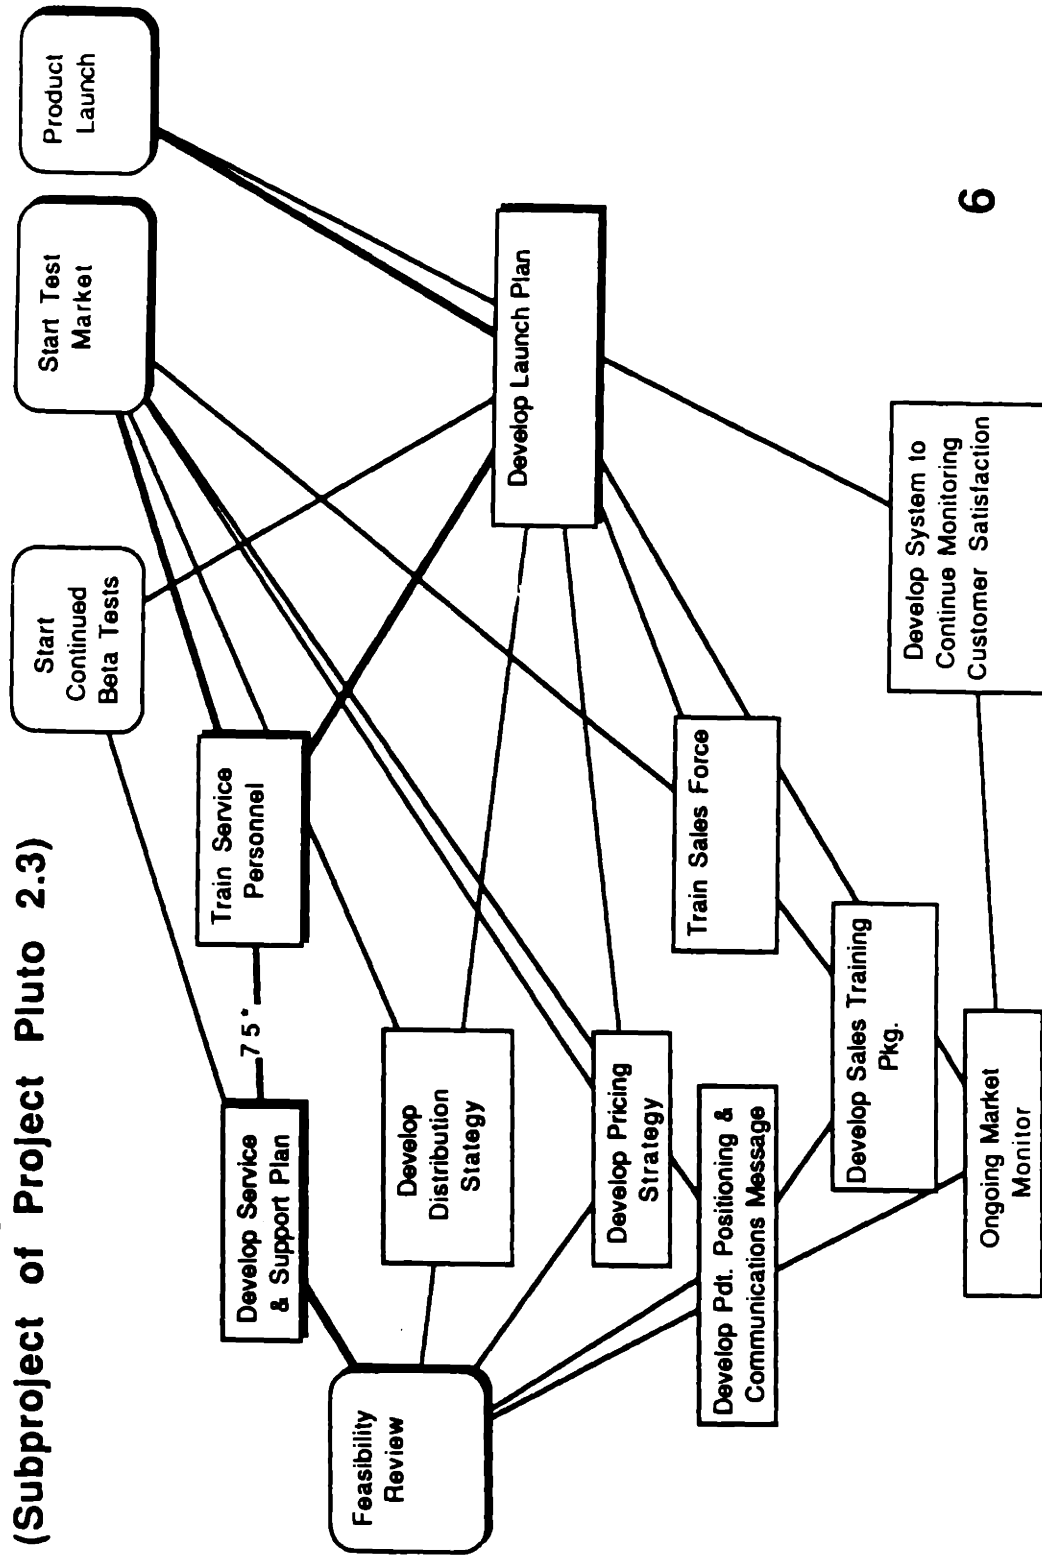 (Subproject of Project Pluto 2.3)
Feasibility
Review
Develop Service
& Support Plan
75*
Train Service
Personnel
Start
Continued
Beta Tests
Start Test
Market
Product
Launch
Develop
Distribution
Stategy
Develop Pricing
Strategy
Develop Pdt. Positioning &
Communications Message
Develop Sales Training
Pkg.
Train Sales Force
Develop Launch Plan
Ongoing Market
Monitor
Develop System to
Continue Monitoring
Customer Satisfaction
6